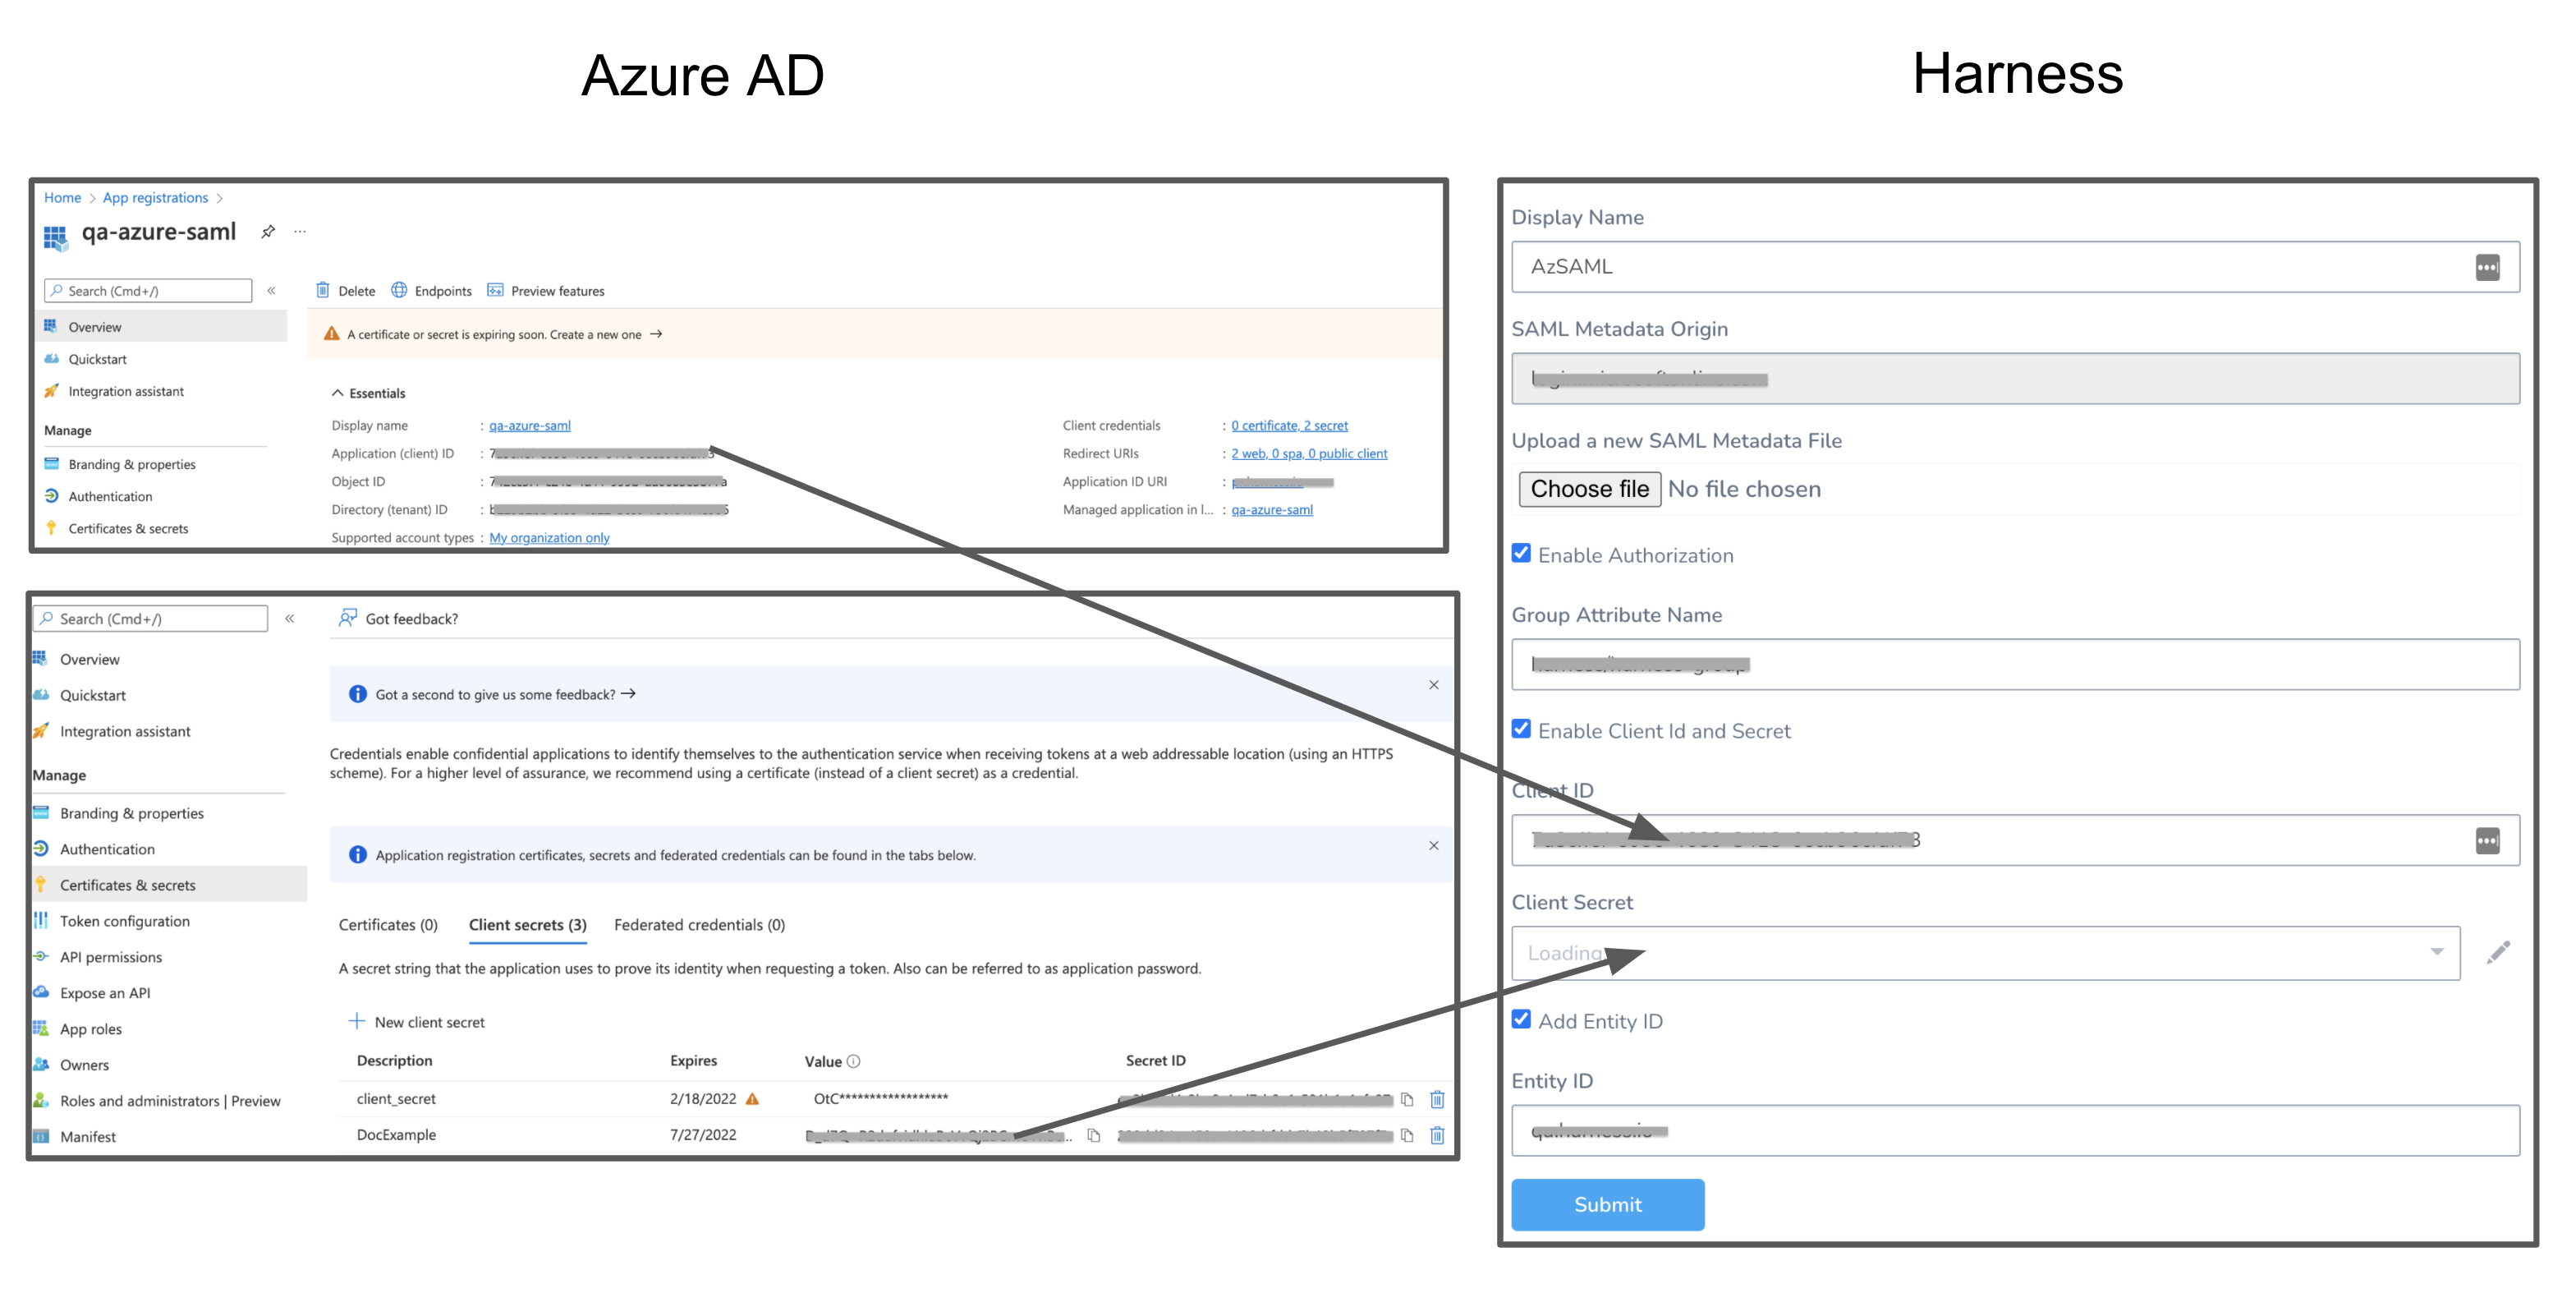 Azure AD
Harness
Home > App registrations >
qa-azure-saml
Search (Cmd+/)
«
Overview
Quickstart
Integration assistant
Manage
Branding & properties
Authentication
Certificates & secrets
Delete
Endpoints
Preview features
A certificate or secret is expiring soon. Create a new one →
Essentials
Display name : qa-azure-saml
Application (client) ID :
Object ID :
Directory (tenant) ID :
Supported account types : My organization only
Client credentials : 0 certificate, 2 secret
Redirect URIs : 2 web, 0 spa, 0 public client
Application ID URI :
Managed application in l... : qa-azure-saml
Search (Cmd+/)
«
Overview
Quickstart
Integration assistant
Manage
Branding & properties
Authentication
Certificates & secrets
Token configuration
API permissions
Expose an API
App roles
Owners
Roles and administrators | Preview
Manifest
Got feedback?
Got a second to give us some feedback? →
Credentials enable confidential applications to identify themselves to the authentication service when receiving tokens at a web addressable location (using an HTTPS
scheme). For a higher level of assurance, we recommend using a certificate (instead of a client secret) as a credential.
Application registration certificates, secrets and federated credentials can be found in the tabs below.
Certificates (0) Client secrets (3) Federated credentials (0)
A secret string that the application uses to prove its identity when requesting a token. Also can be referred to as application password.
+ New client secret
Description Expires Value Secret ID
client_secret 2/18/2022 OtC******************
DocExample 7/27/2022
Display Name
AzSAML
SAML Metadata Origin
Upload a new SAML Metadata File
Choose file No file chosen
Enable Authorization
Group Attribute Name
Enable Client Id and Secret
Client ID
Client Secret
Loading
Add Entity ID
Entity ID
Submit